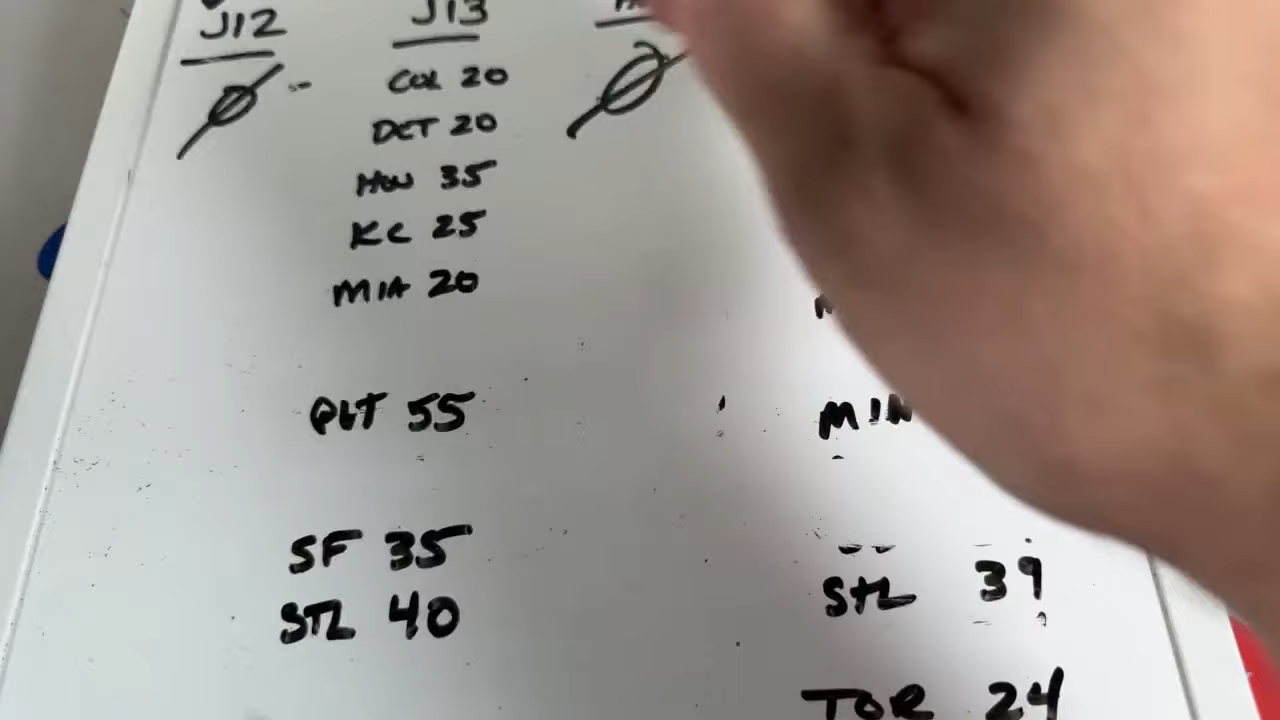 J12
J13
COL 20
DET 20
HOU 35
KC 25
MIA 20
PIT 55
MIN
SF 35
STL 40
STL 39
TOR 24